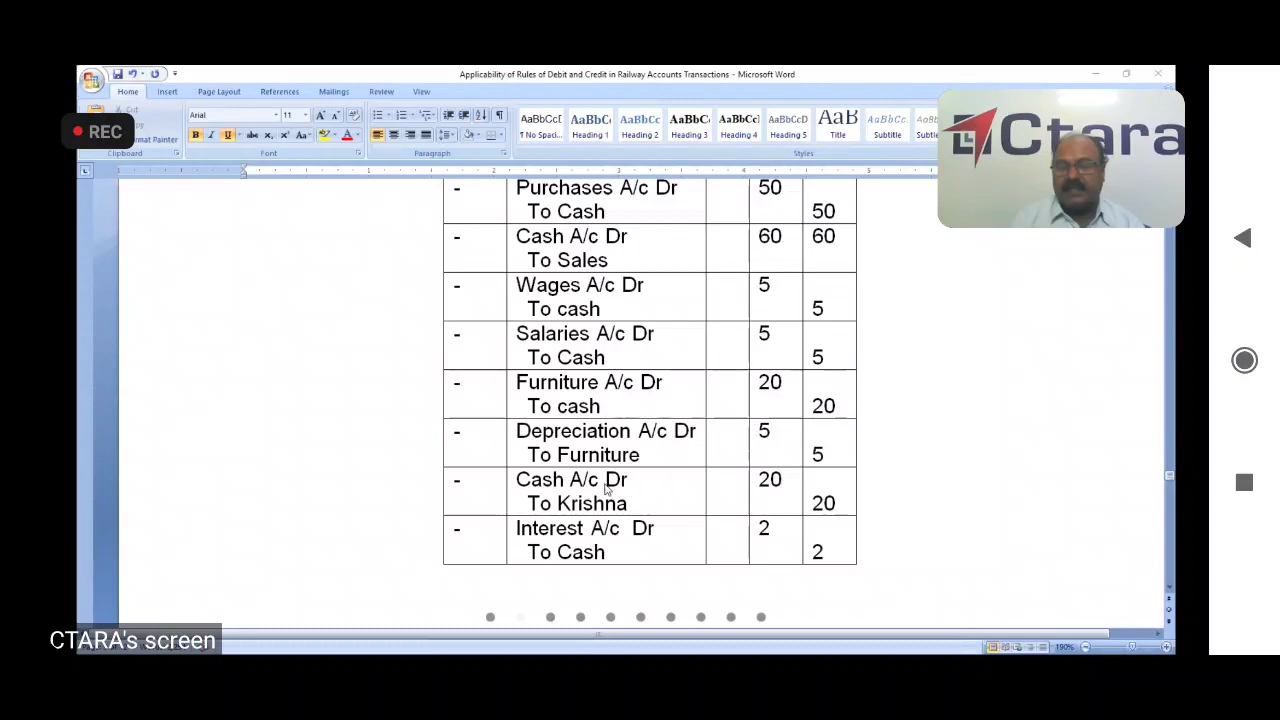 Applicability of Rules of Debit and Credit in Railway Accounts Transactions - Microsoft Word
Home Insert Page Layout References Mailings Review View
REC
Cut
Format Painter
Arial 11
AaBbCcI AaBbCc AaBbCc AaBbC AaBbCc AaBbCcD AaB AaBbCcI
¶ No Spaci... Heading 1 Heading 2 Heading 3 Heading 4 Heading 5 Title Subtitle
Clipboard Font Paragraph Styles
Ctara
- Purchases A/c Dr 50
To Cash 50
- Cash A/c Dr 60 60
To Sales
- Wages A/c Dr 5
To cash 5
- Salaries A/c Dr 5
To Cash 5
- Furniture A/c Dr 20
To cash 20
- Depreciation A/c Dr 5
To Furniture 5
- Cash A/c Dr 20
To Krishna 20
- Interest A/c Dr 2
To Cash 2
CTARA's screen
190%